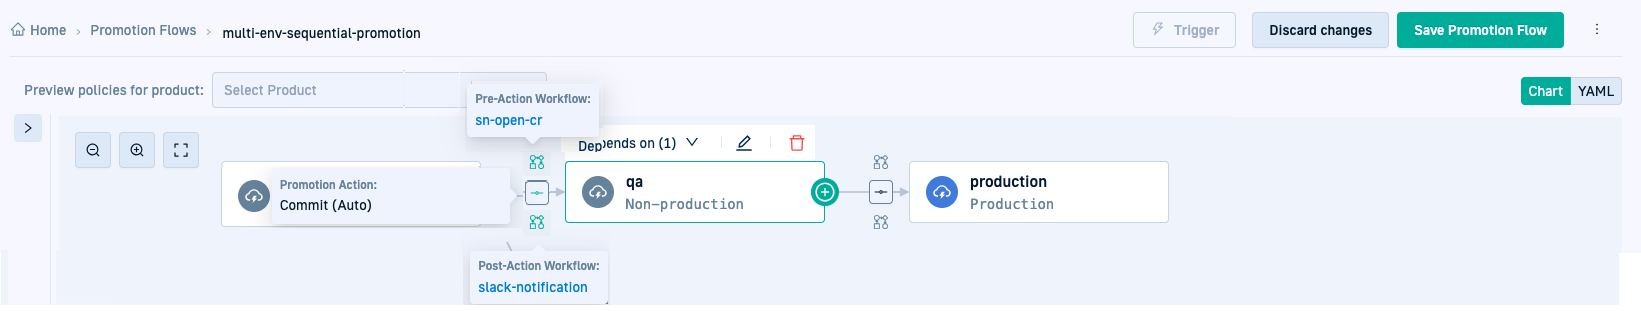 Home › Promotion Flows › multi-env-sequential-promotion
Trigger
Discard changes
Save Promotion Flow
Preview policies for product:
Select Product
Chart
YAML
Pre-Action Workflow:
sn-open-cr
Depends on (1)
Promotion Action:
Commit (Auto)
qa
Non-production
production
Production
Post-Action Workflow:
slack-notification